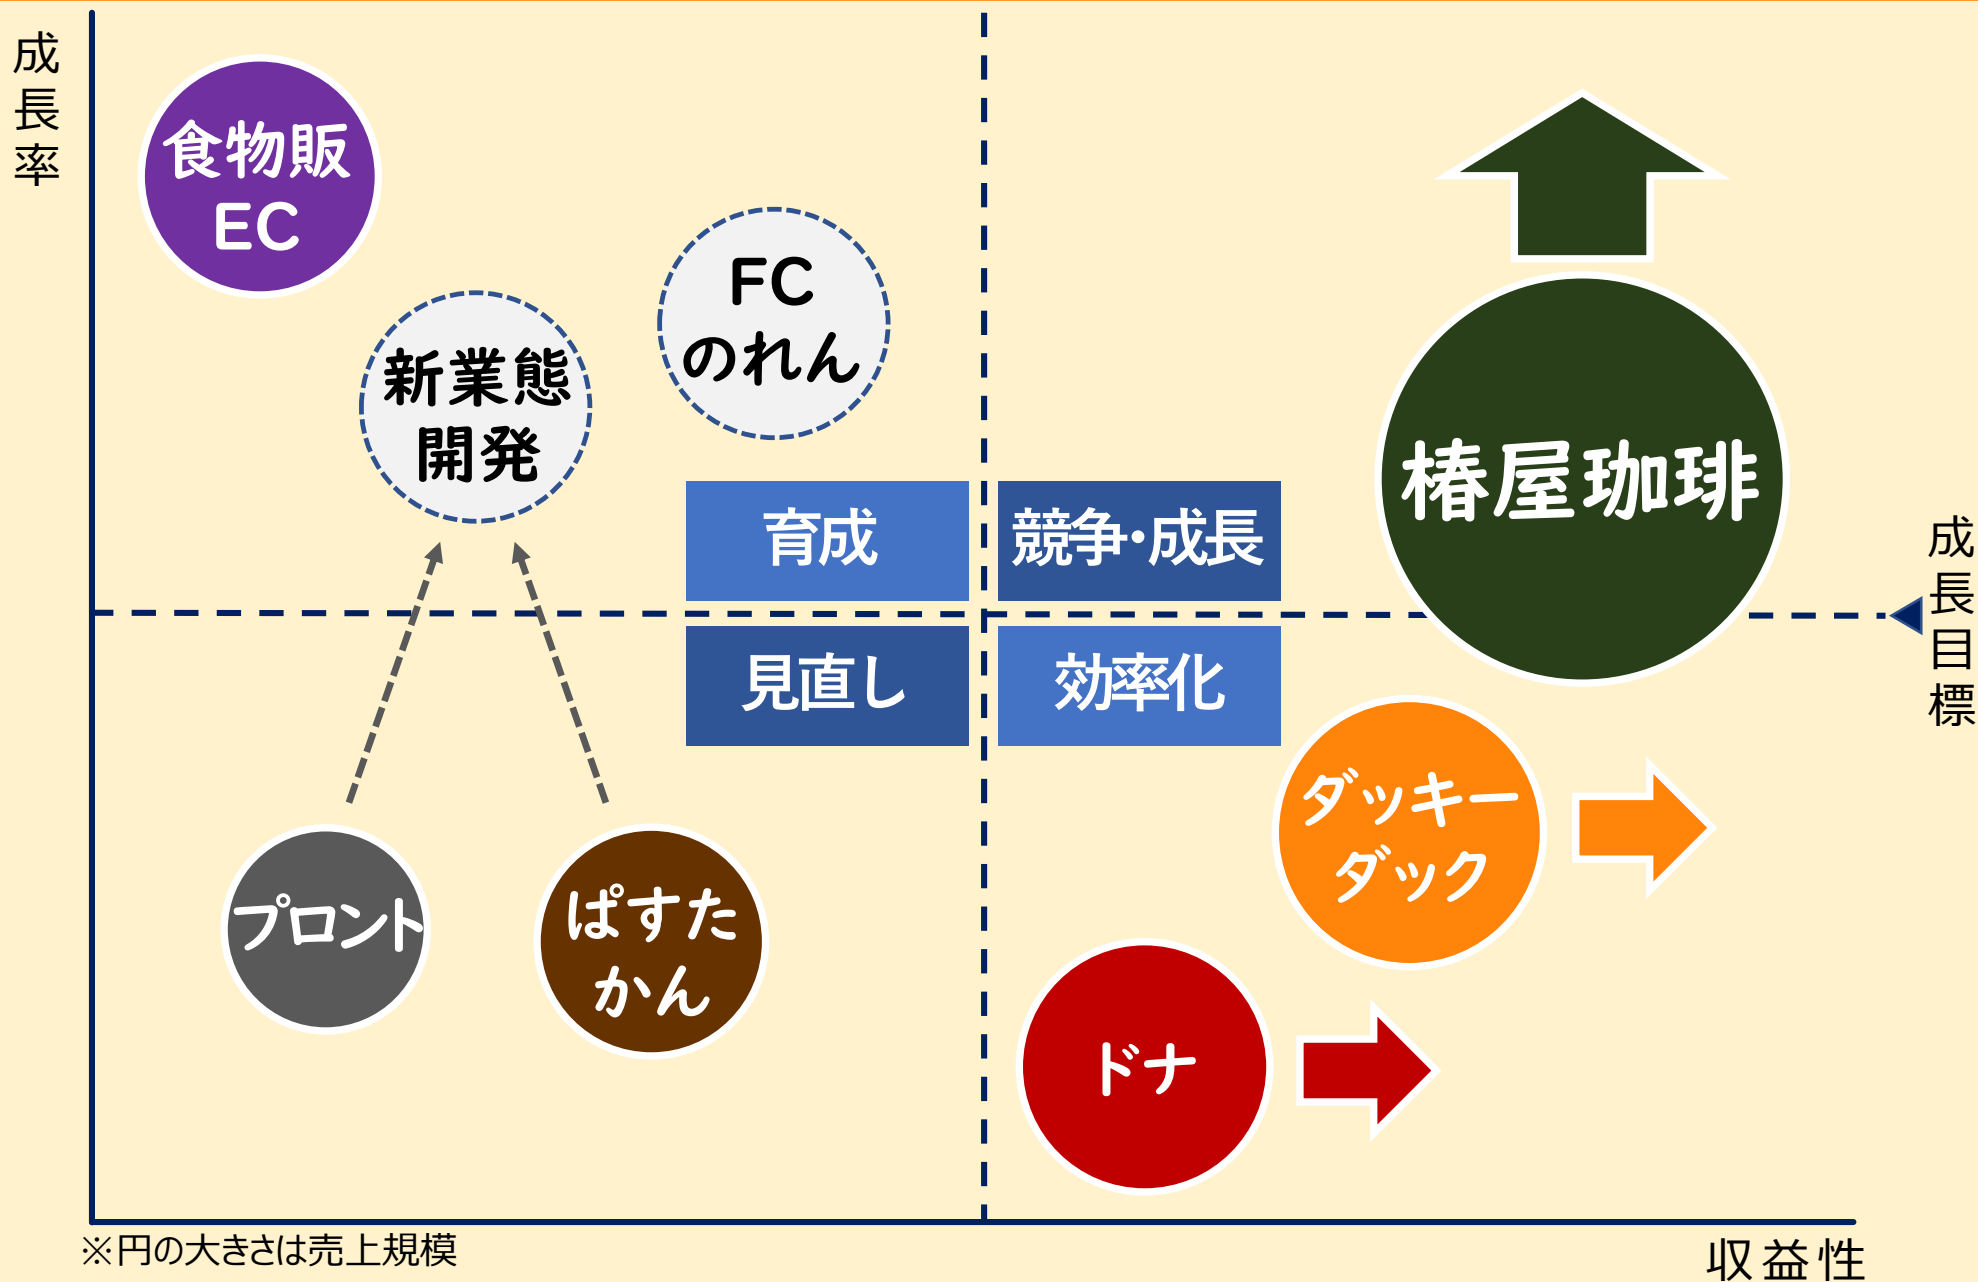 成長率
食物販
EC
FC
のれん
新業態
開発
椿屋珈琲
育成
競争・成長
成長目標
見直し
効率化
ダッキー
ダック
プロント
ぱすた
かん
ドナ
※円の大きさは売上規模
収益性